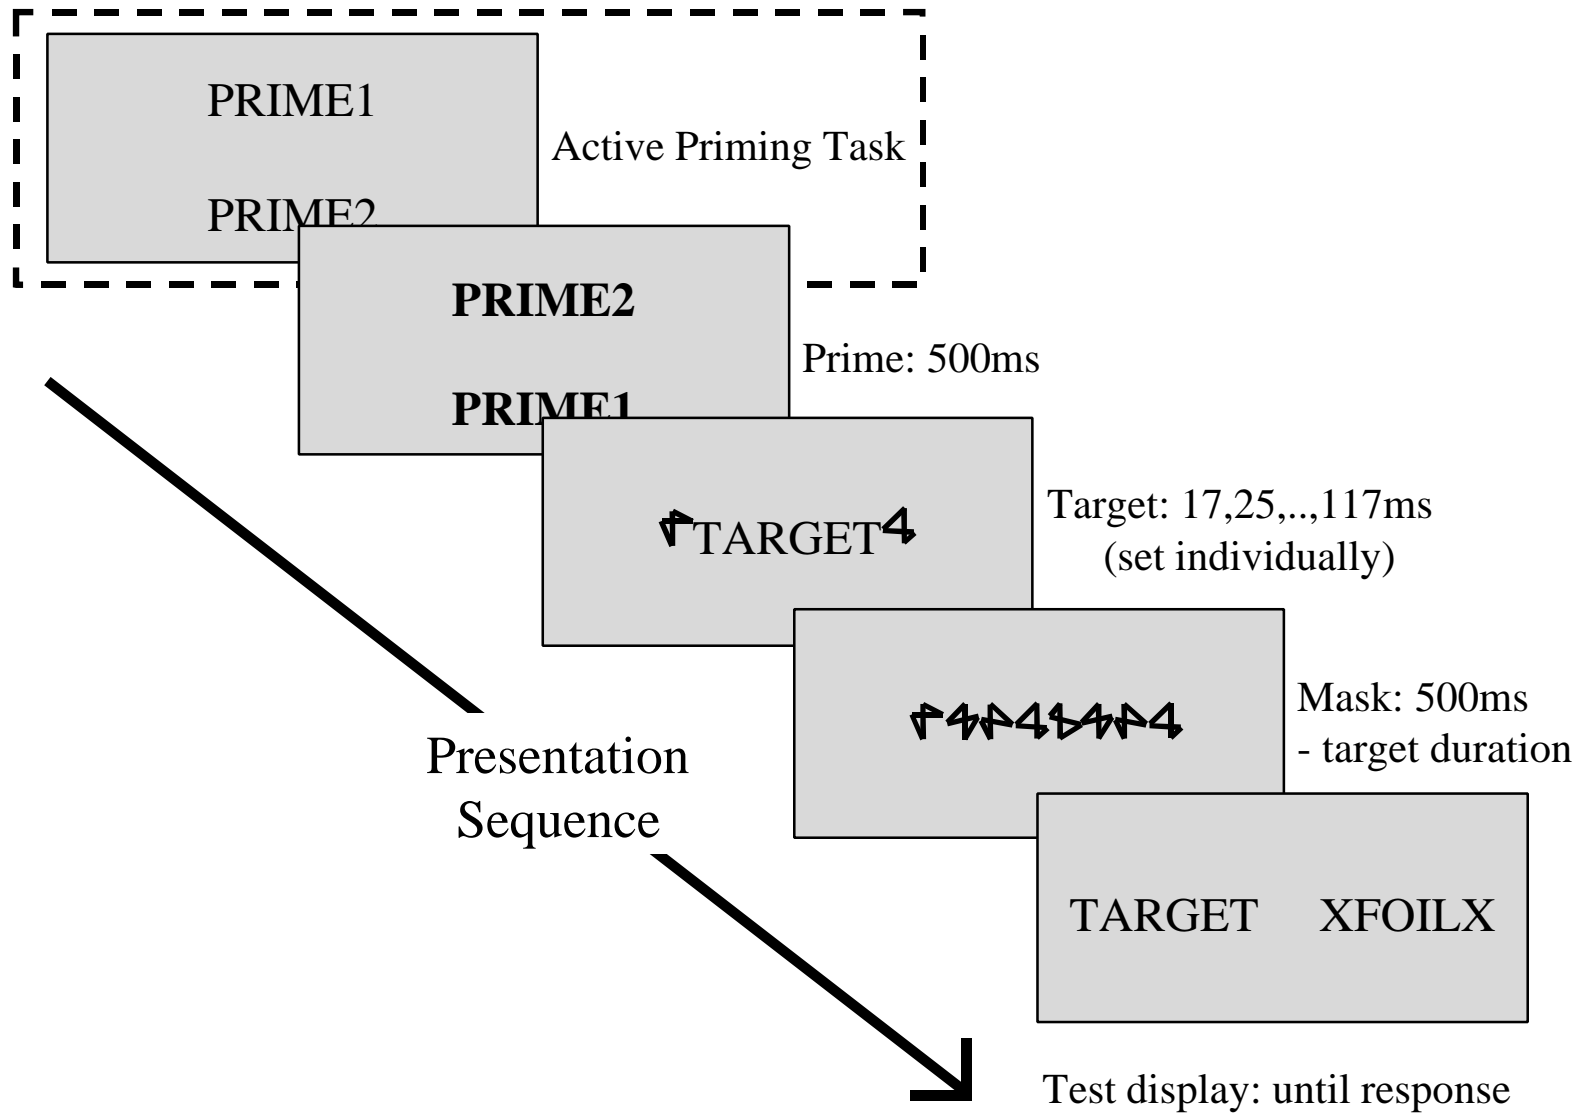 PRIME1
Active Priming Task
PRIME2
PRIME2
Prime: 500ms
PRIME1
Target: 17,25,..,117ms
(set individually)
TARGET
Mask: 500ms
- target duration
Presentation
Sequence
TARGET XFOILX
Test display: until response